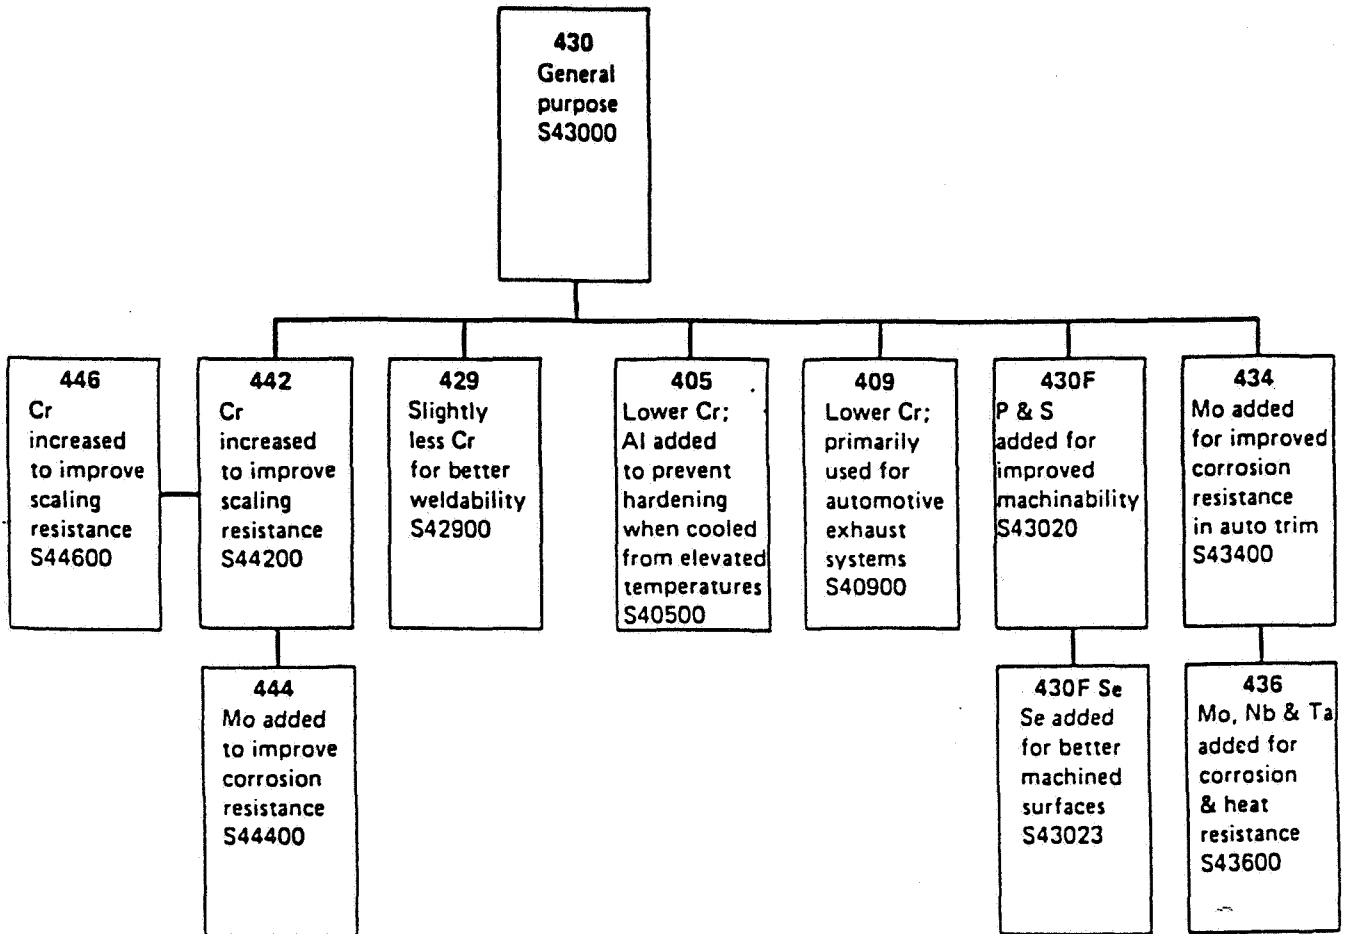 430
General
purpose
S43000
446
Cr
increased
to improve
scaling
resistance
S44600
442
Cr
increased
to improve
scaling
resistance
S44200
429
Slightly
less Cr
for better
weldability
S42900
405
Lower Cr;
Al added
to prevent
hardening
when cooled
from elevated
temperatures
S40500
409
Lower Cr;
primarily
used for
automotive
exhaust
systems
S40900
430F
P & S
added for
improved
machinability
S43020
434
Mo added
for improved
corrosion
resistance
in auto trim
S43400
444
Mo added
to improve
corrosion
resistance
S44400
430F Se
Se added
for better
machined
surfaces
S43023
436
Mo, Nb & Ta
added for
corrosion
& heat
resistance
S43600